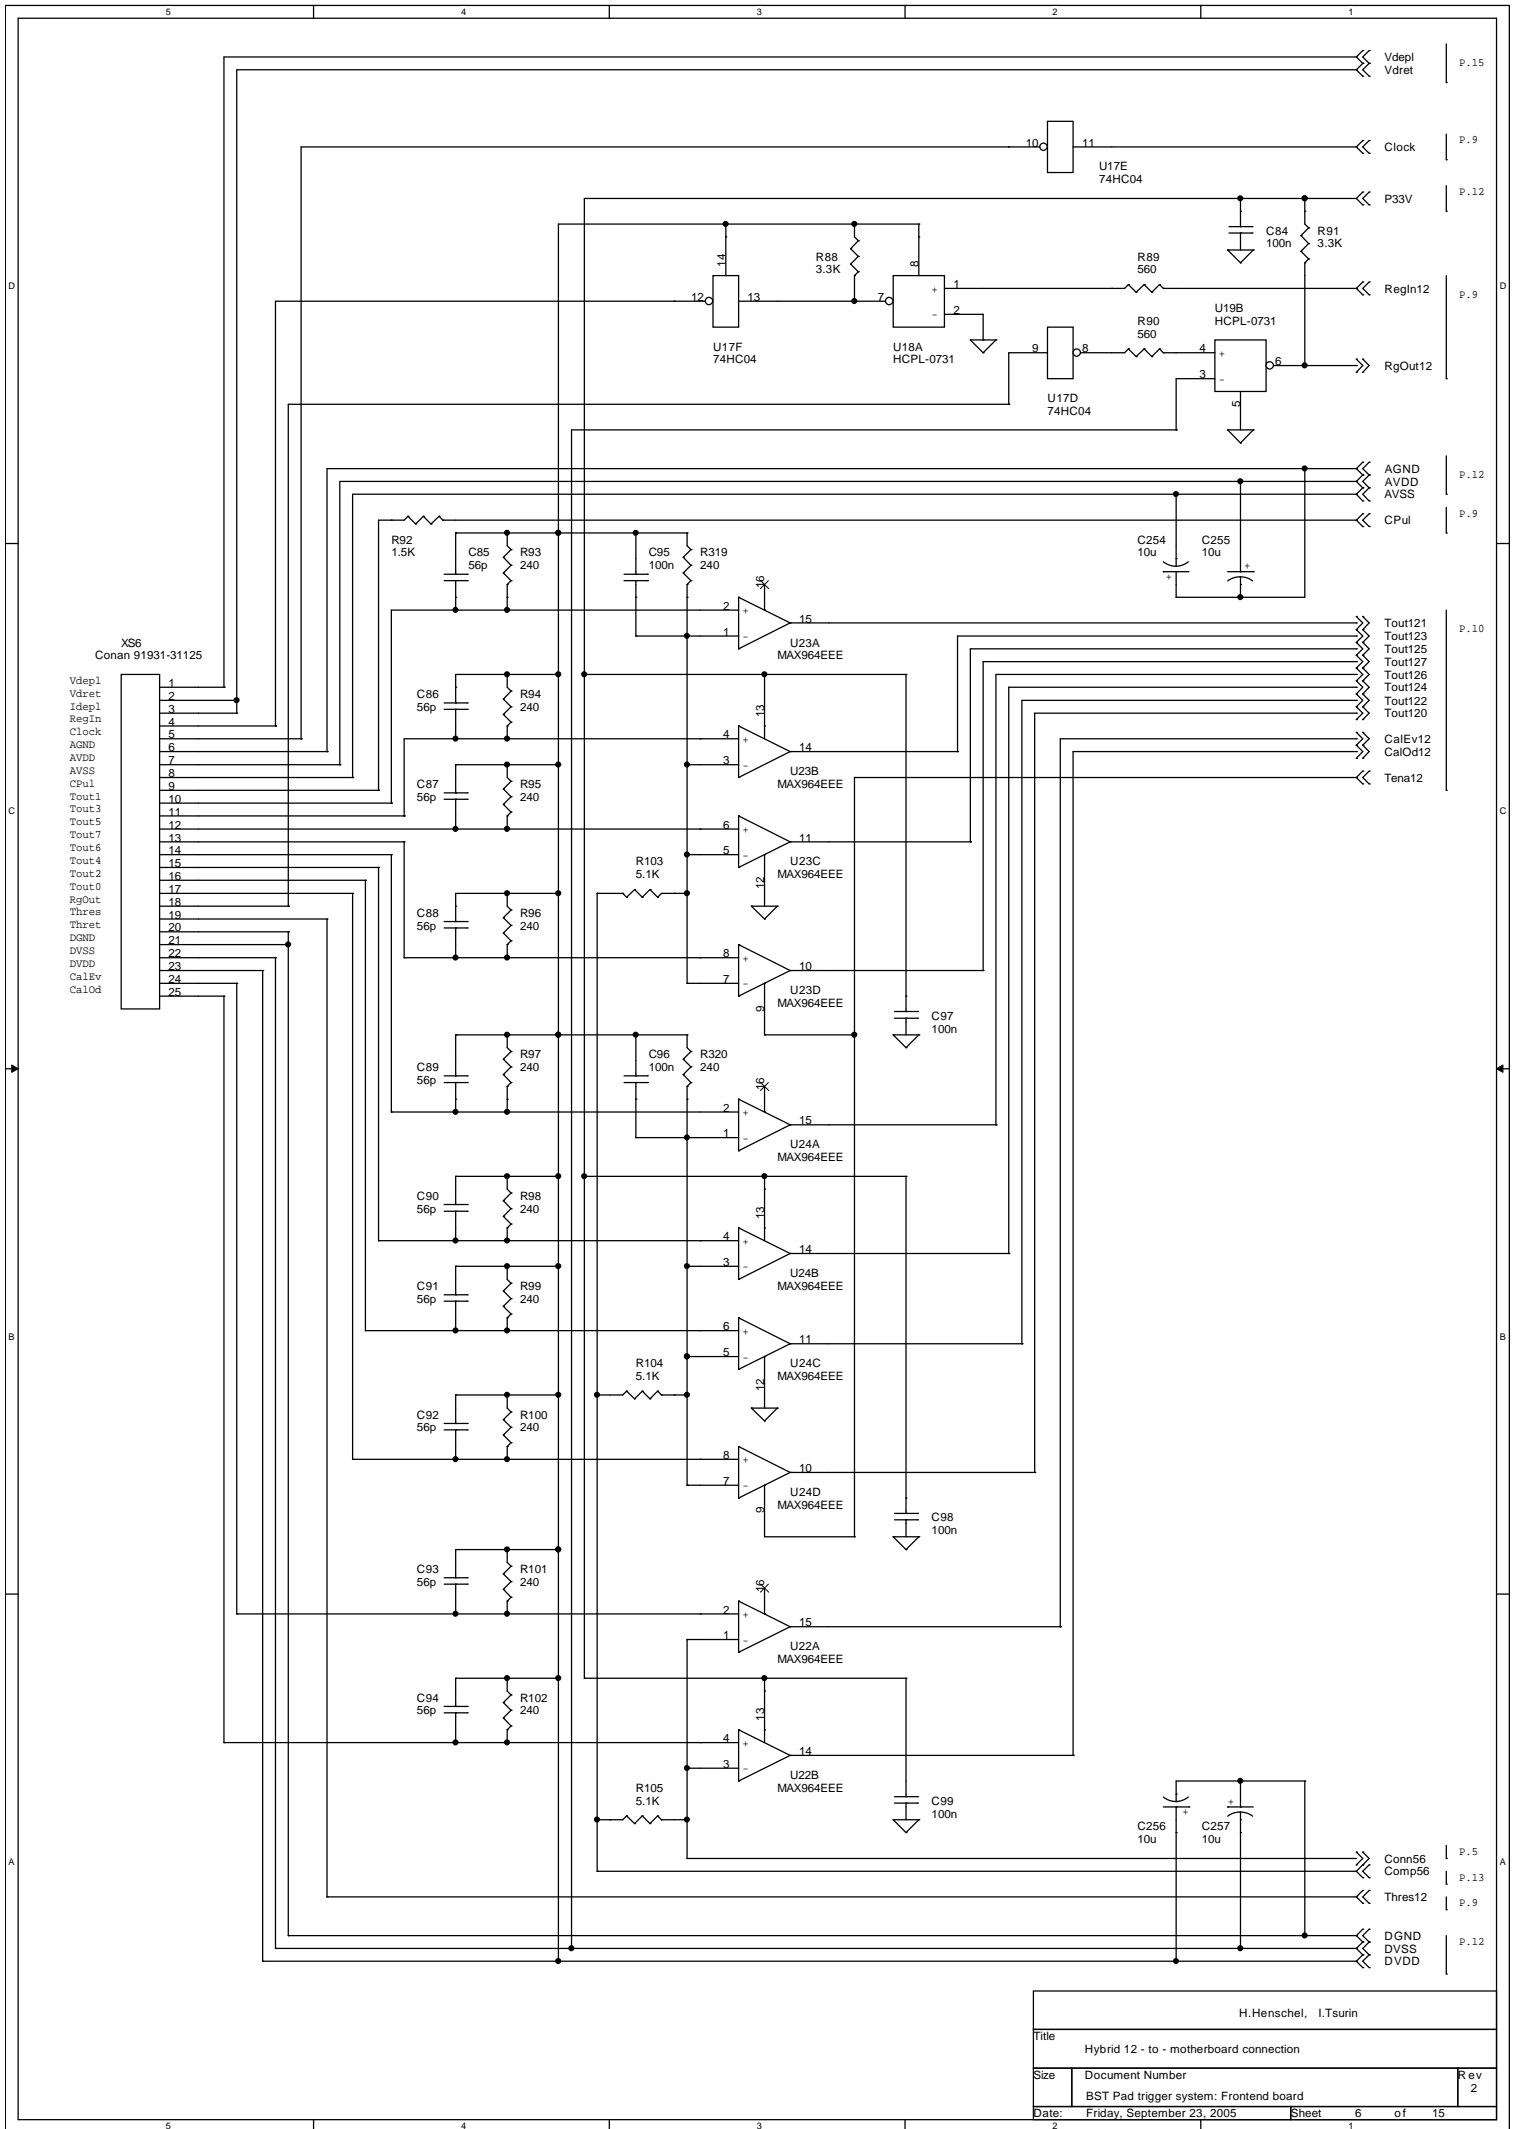 5 4 3 2 1
Vdepl
Vdret
P.15
10 11
U17E
74HC04
Clock
P.9
P33V
P.12
C84
100n
R91
3.3K
14
R88
3.3K
8
12 13
U17F
74HC04
7
+ 1
- 2
U18A
HCPL-0731
R89
560
RegIn12
P.9
U19B
HCPL-0731
R90
560
9 8
U17D
74HC04
4 +
3 -
6
5
RgOut12
D D
AGND
AVDD
AVSS
P.12
CPul
P.9
R92
1.5K
C254
10u
+
C255
10u
+
C85
56p
R93
240
C95
100n
R319
240
16
2 +
1 -
15
U23A
MAX964EEE
Tout121
Tout123
Tout125
Tout127
Tout126
Tout124
Tout122
Tout120
P.10
CalEv12
CalOd12
Tena12
XS6
Conan 91931-31125
Vdepl 1
Vdret 2
Idepl 3
RegIn 4
Clock 5
AGND 6
AVDD 7
AVSS 8
CPul 9
Tout1 10
Tout3 11
Tout5 12
Tout7 13
Tout6 14
Tout4 15
Tout2 16
Tout0 17
RgOut 18
Thres 19
Thret 20
DGND 21
DVSS 22
DVDD 23
CalEv 24
CalOd 25
C86
56p
R94
240
13
4 +
3 -
14
U23B
MAX964EEE
C87
56p
R95
240
C C
6 +
5 -
11
12
U23C
MAX964EEE
R103
5.1K
C88
56p
R96
240
8 +
7 -
10
9
U23D
MAX964EEE
C97
100n
C89
56p
R97
240
C96
100n
R320
240
16
2 +
1 -
15
U24A
MAX964EEE
C90
56p
R98
240
13
4 +
3 -
14
U24B
MAX964EEE
C91
56p
R99
240
B B
6 +
5 -
11
12
U24C
MAX964EEE
R104
5.1K
C92
56p
R100
240
8 +
7 -
10
9
U24D
MAX964EEE
C98
100n
C93
56p
R101
240
16
2 +
1 -
15
U22A
MAX964EEE
C94
56p
R102
240
13
4 +
3 -
14
U22B
MAX964EEE
R105
5.1K
C99
100n
C256
10u
+
C257
10u
+
A A
Conn56
P.5
Comp56
P.13
Thres12
P.9
DGND
DVSS
DVDD
P.12
H.Henschel, I.Tsurin
Title
Hybrid 12 - to - motherboard connection
Size Document Number Rev
BST Pad trigger system: Frontend board 2
Date: Friday, September 23, 2005 Sheet 6 of 15
5 4 3 2 1